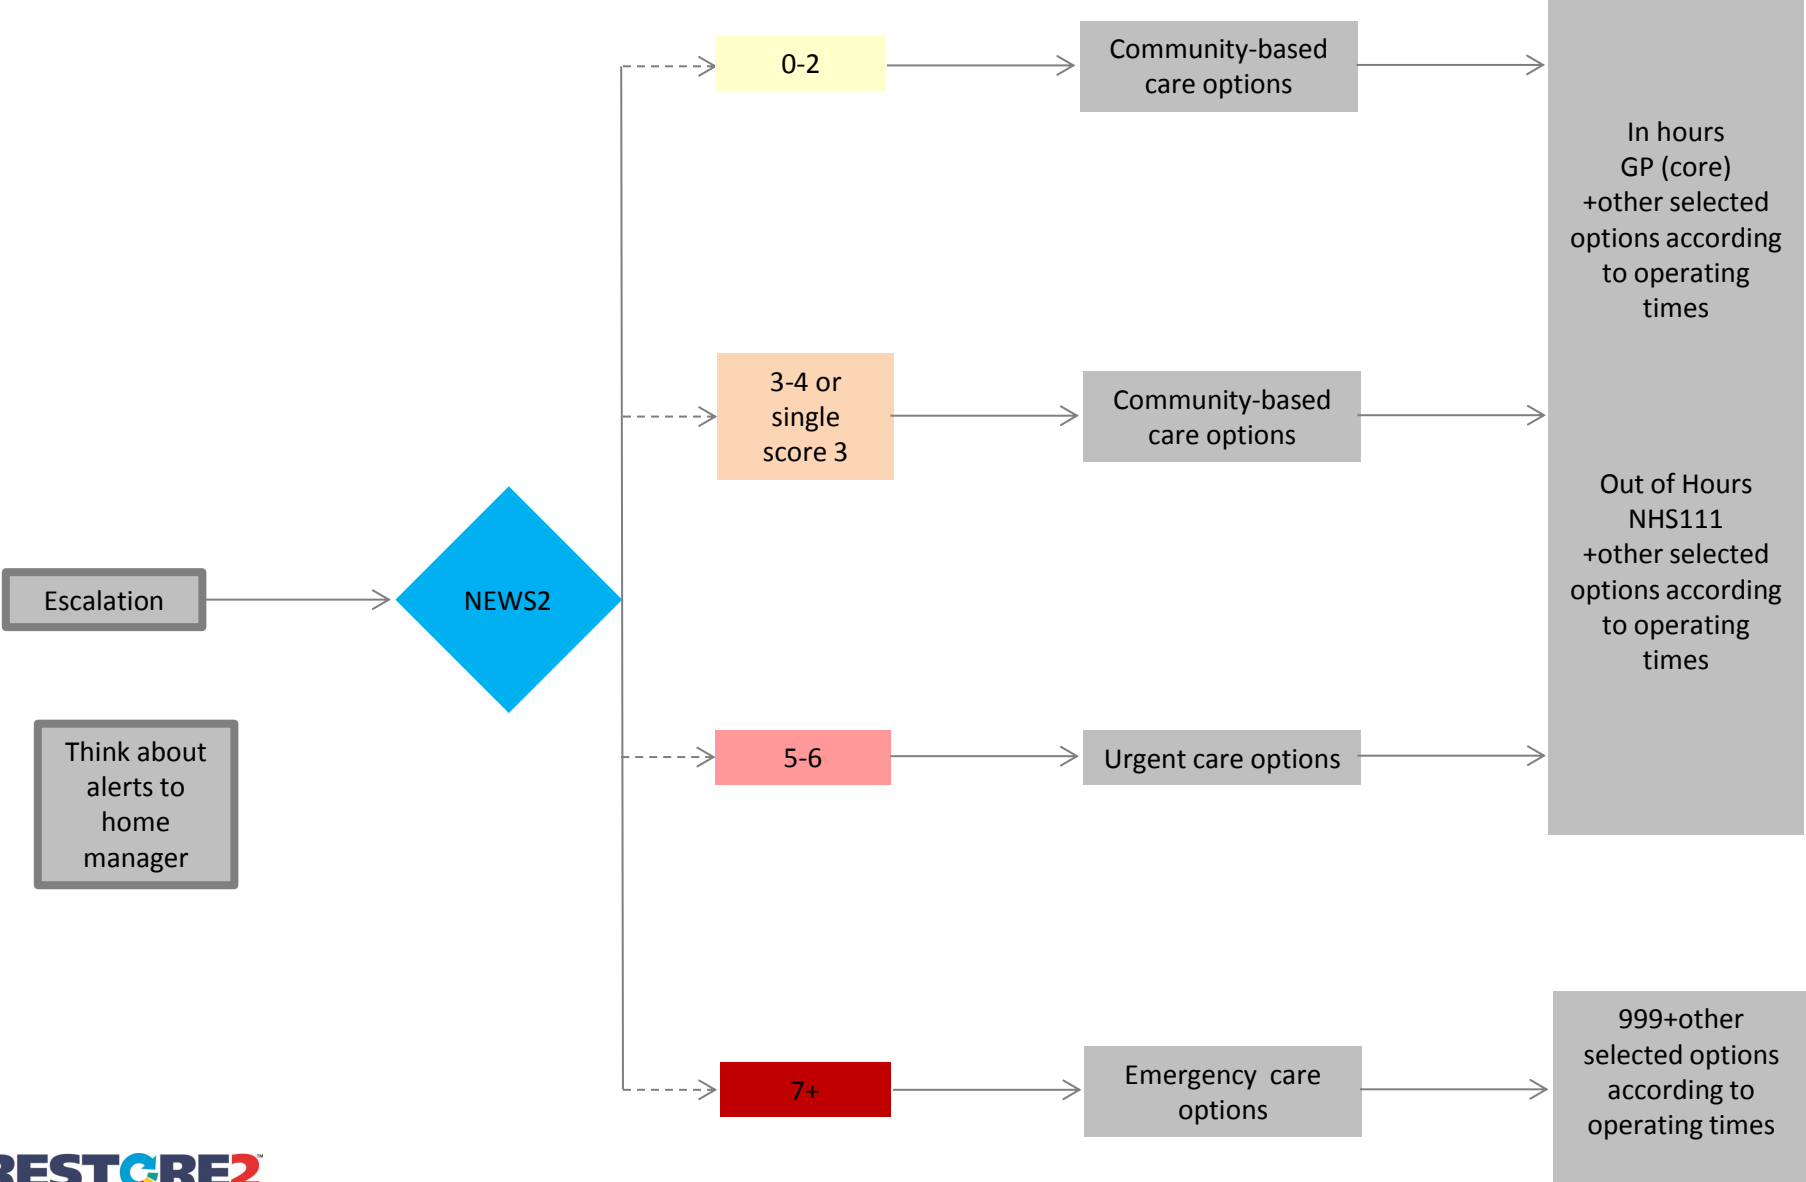 0-2
Community-based
care options
In hours
GP (core)
+other selected
options according
to operating
times
3-4 or
single
score 3
Community-based
care options
Out of Hours
NHS111
+other selected
options according
to operating
times
Escalation
NEWS2
Think about
alerts to
home
manager
5-6
Urgent care options
7+
Emergency care
options
999+other
selected options
according to
operating times
RESTORE2™